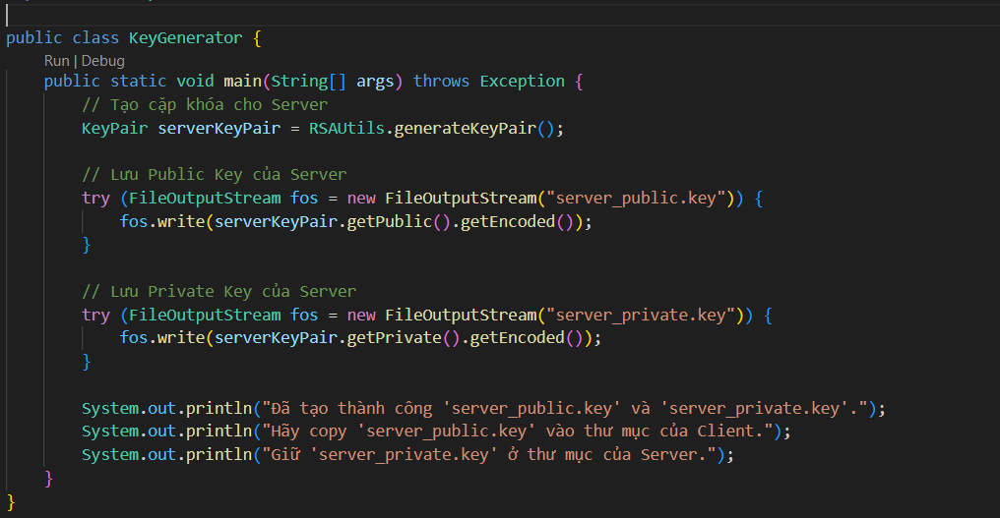 public class KeyGenerator {
Run | Debug
public static void main(String[] args) throws Exception {
// Tạo cặp khóa cho Server
KeyPair serverKeyPair = RSAUtils.generateKeyPair();
// Lưu Public Key của Server
try (FileOutputStream fos = new FileOutputStream("server_public.key")) {
fos.write(serverKeyPair.getPublic().getEncoded());
}
// Lưu Private Key của Server
try (FileOutputStream fos = new FileOutputStream("server_private.key")) {
fos.write(serverKeyPair.getPrivate().getEncoded());
}
System.out.println("Đã tạo thành công 'server_public.key' và 'server_private.key'.");
System.out.println("Hãy copy 'server_public.key' vào thư mục của Client.");
System.out.println("Giữ 'server_private.key' ở thư mục của Server.");
}
}